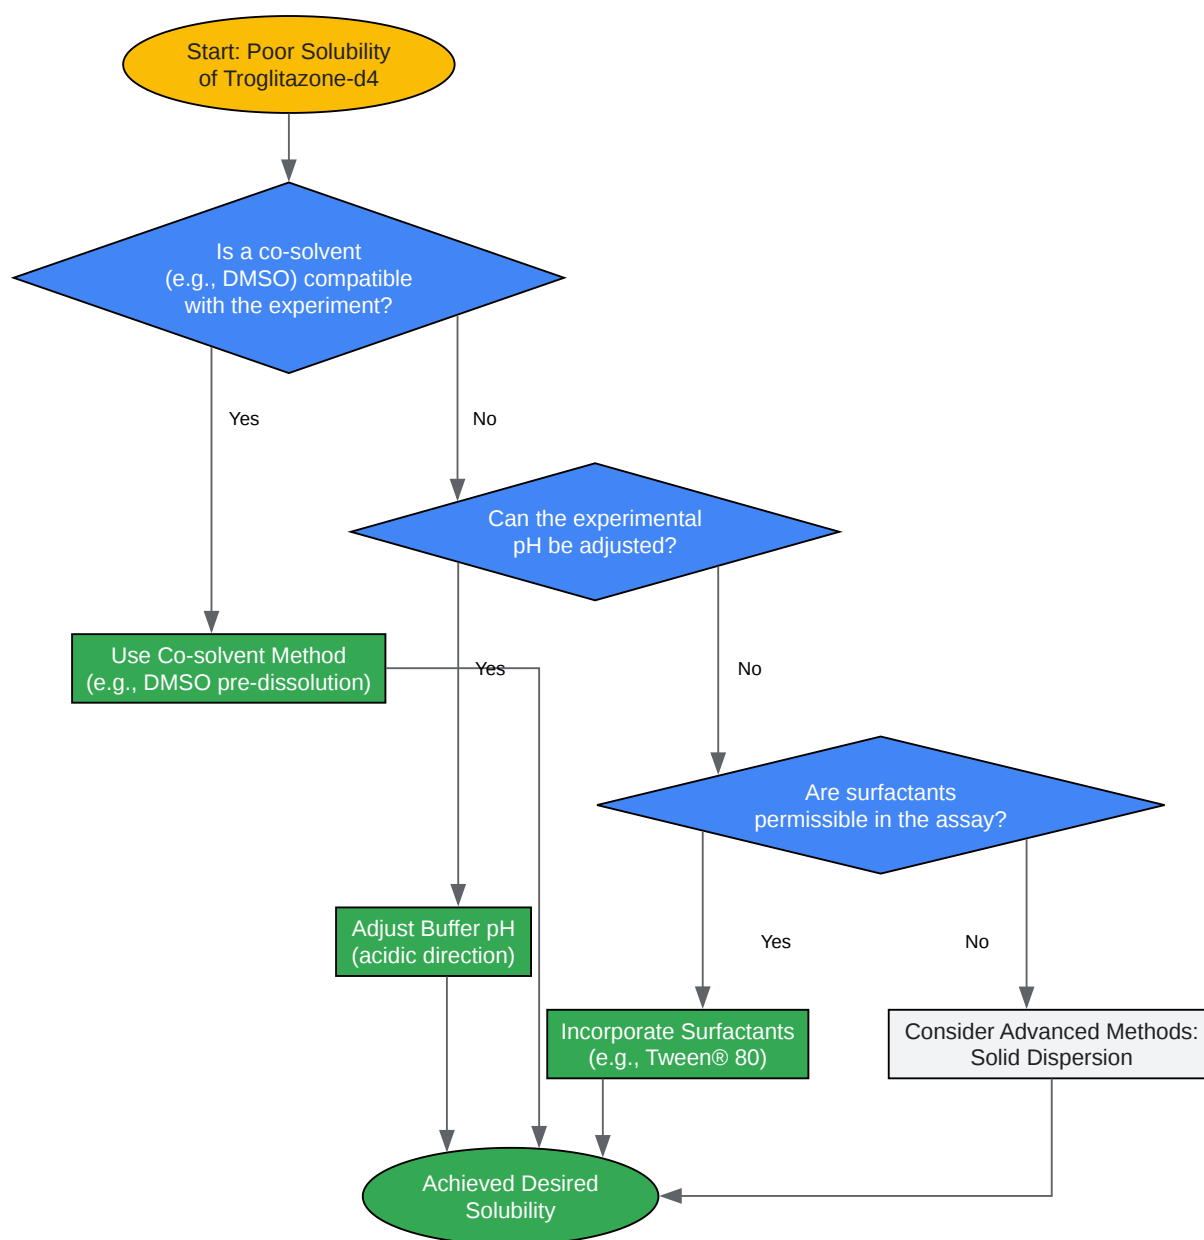 Start: Poor Solubility
of Troglitazone-d4
Is a co-solvent
(e.g., DMSO) compatible
with the experiment?
Yes
No
Can the experimental
pH be adjusted?
Use Co-solvent Method
(e.g., DMSO pre-dissolution)
Yes
No
Are surfactants
permissible in the assay?
Adjust Buffer pH
(acidic direction)
Yes
No
Incorporate Surfactants
(e.g., Tween® 80)
Consider Advanced Methods:
Solid Dispersion
Achieved Desired
Solubility